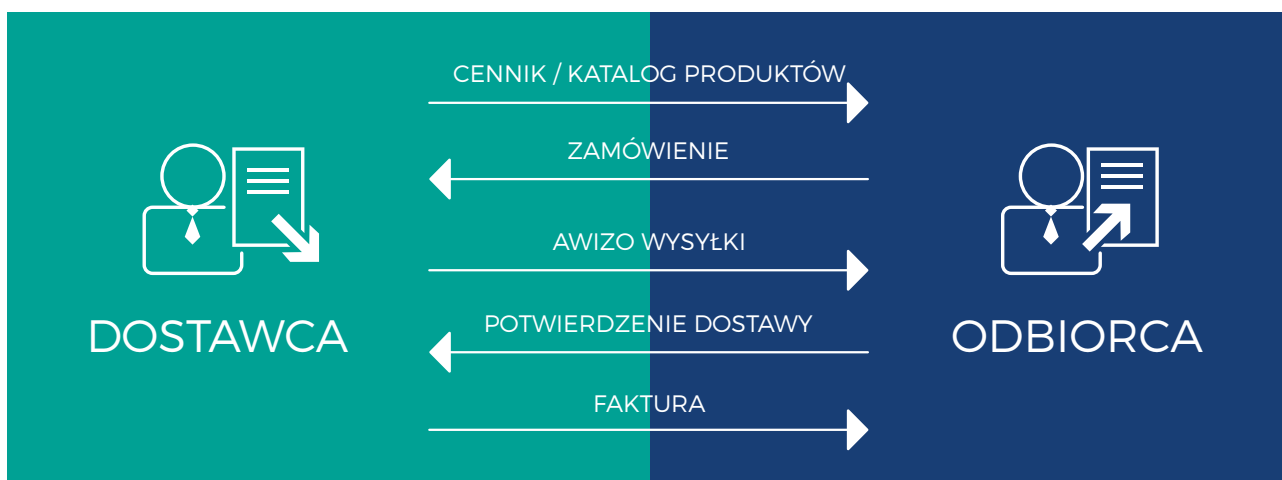 CENNIK / KATALOG PRODUKTÓW
ZAMÓWIENIE
AWIZO WYSYŁKI
POTWIERDZENIE DOSTAWY
FAKTURA
DOSTAWCA
ODBIORCA